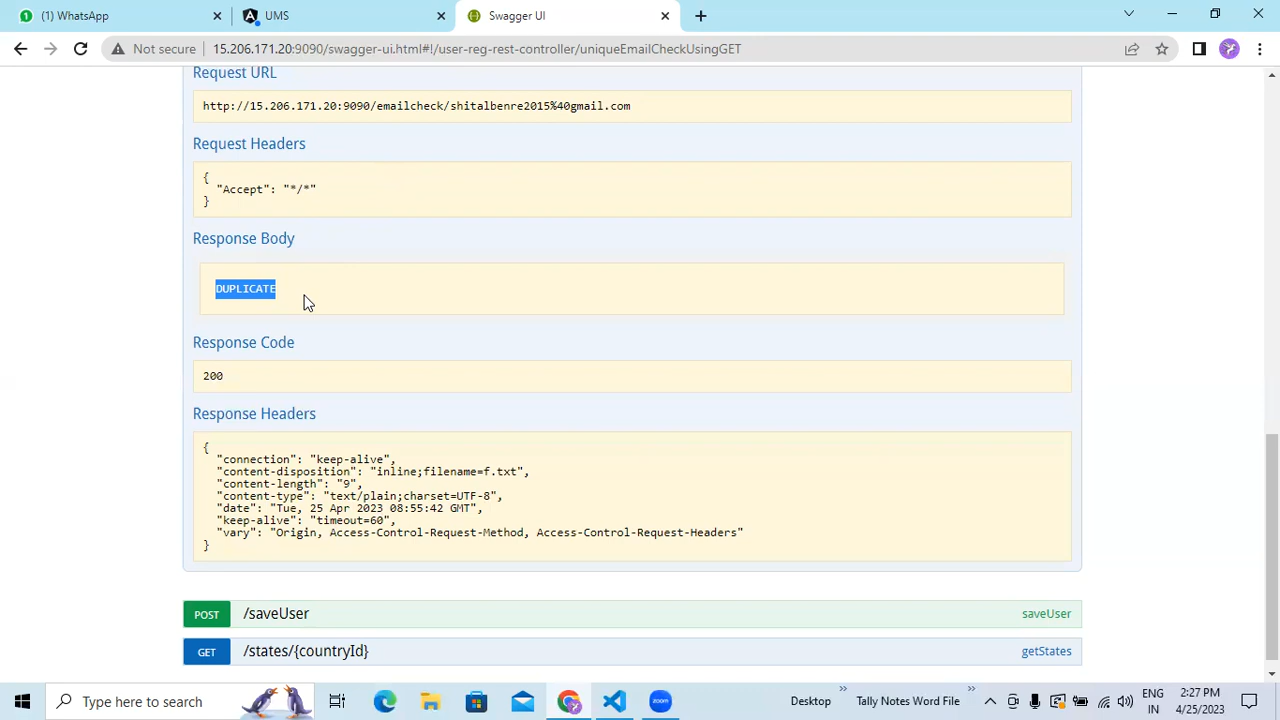 (1) WhatsApp
UMS
Swagger UI
Not secure
15.206.171.20:9090/swagger-ui.html#!/user-reg-rest-controller/uniqueEmailCheckUsingGET
Request URL
http://15.206.171.20:9090/emailcheck/shitalbenre2015%40gmail.com
Request Headers
{
"Accept": "*/*"
}
Response Body
DUPLICATE
Response Code
200
Response Headers
{
"connection": "keep-alive",
"content-disposition": "inline;filename=f.txt",
"content-length": "9",
"content-type": "text/plain;charset=UTF-8",
"date": "Tue, 25 Apr 2023 08:55:42 GMT",
"keep-alive": "timeout=60",
"vary": "Origin, Access-Control-Request-Method, Access-Control-Request-Headers"
}
POST /saveUser saveUser
GET /states/{countryId} getStates
Type here to search
zoom
Desktop
»
Tally Notes Word File
»
ENG
IN
2:27 PM
4/25/2023